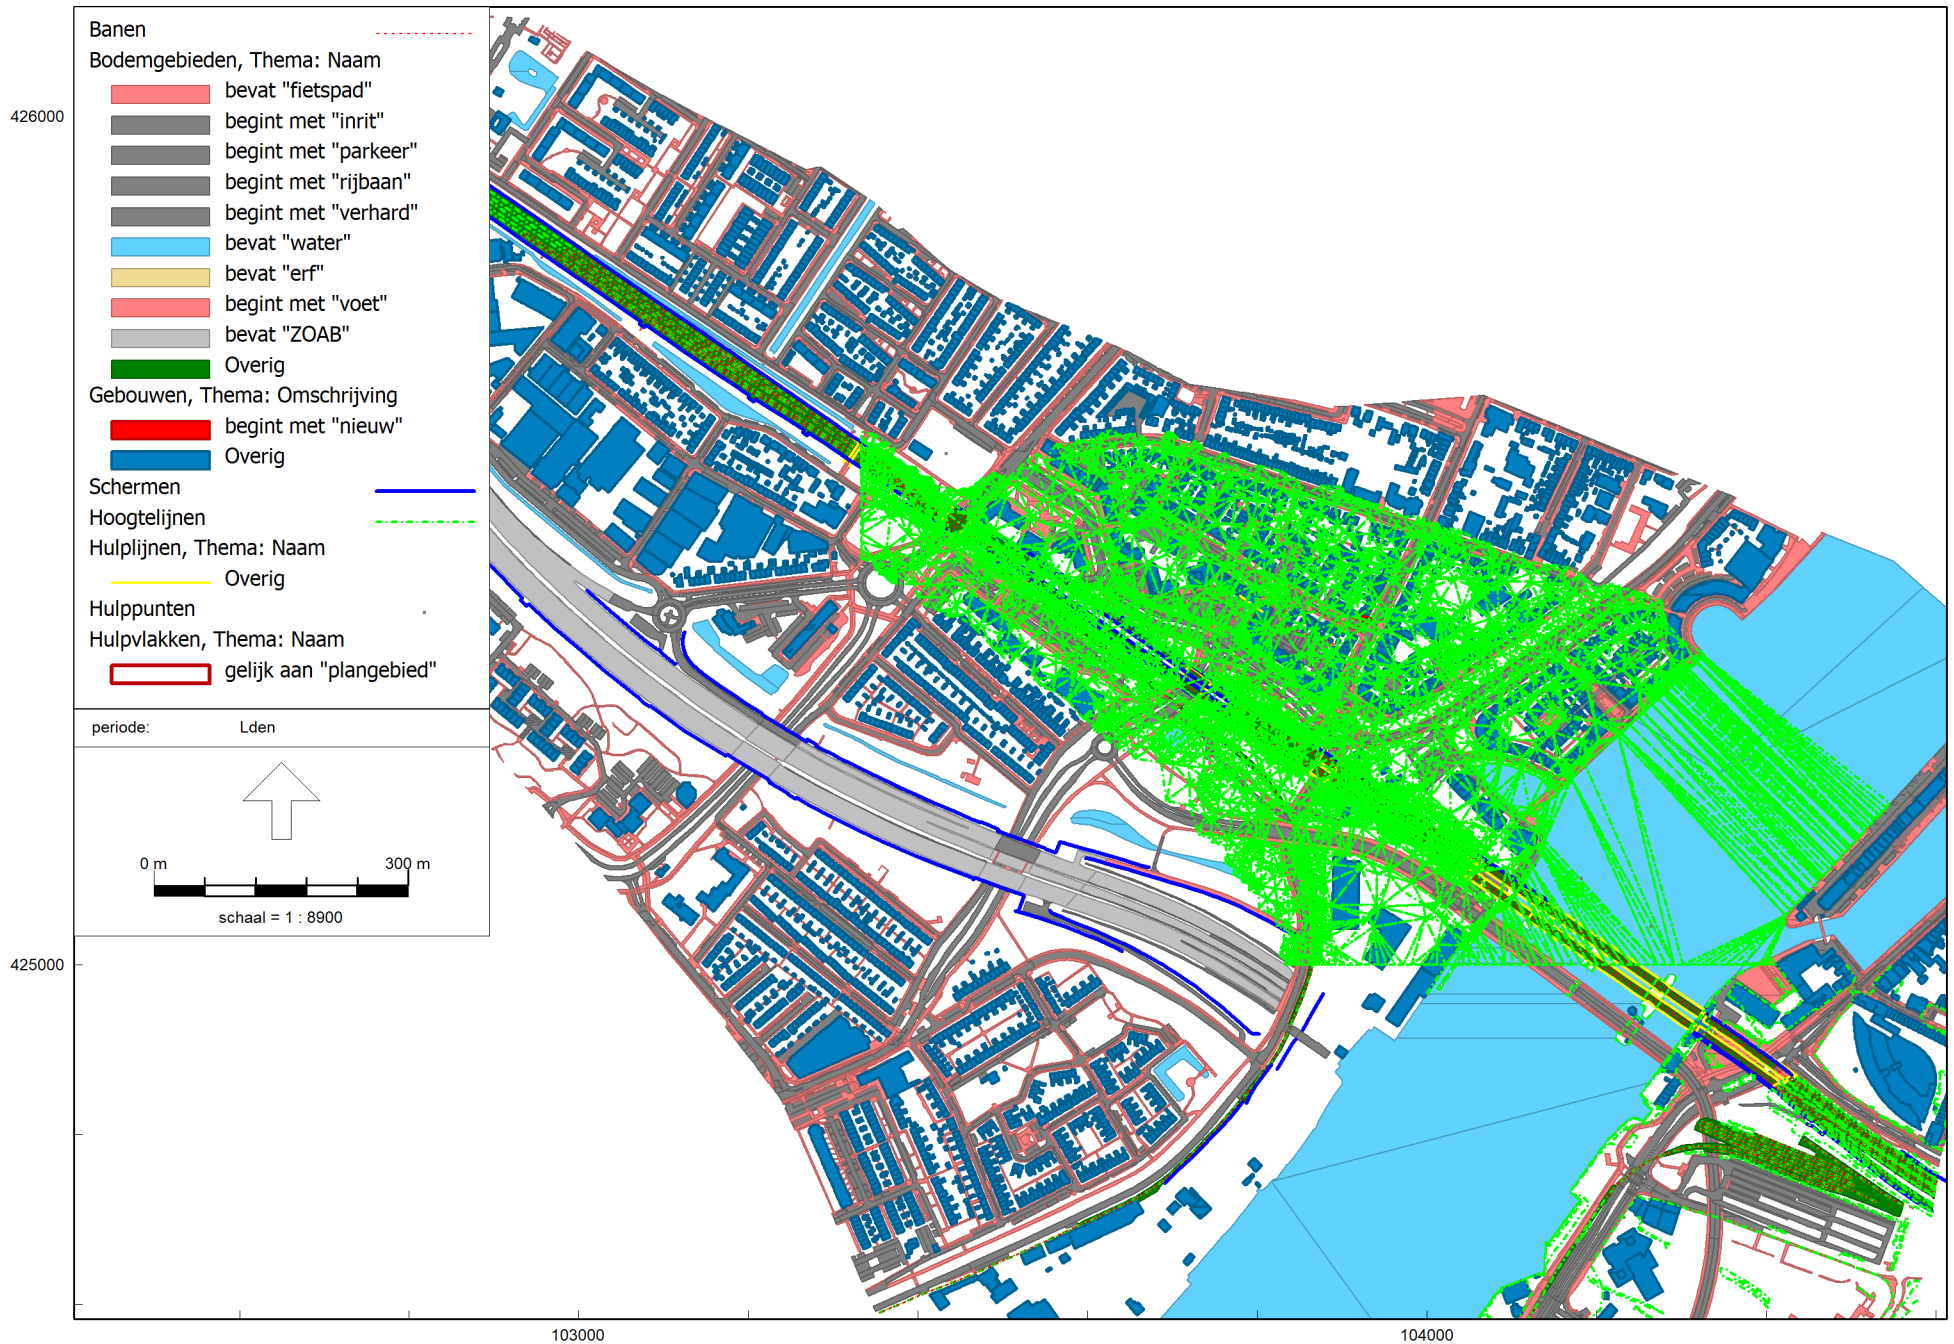 Banen
Bodemgebieden, Thema: Naam
bevat "fietspad"
begint met "inrit"
begint met "parkeer"
begint met "rijbaan"
begint met "verhard"
bevat "water"
bevat "erf"
begint met "voet"
bevat "ZOAB"
Overig
Gebouwen, Thema: Omschrijving
begint met "nieuw"
Overig
Schermen
Hoogtelijnen
Hulplijnen, Thema: Naam
Overig
Hulppunten
Hulpvlakken, Thema: Naam
gelijk aan "plangebied"
periode: Lden
0 m 300 m
schaal = 1 : 8900
426000
425000
103000 104000